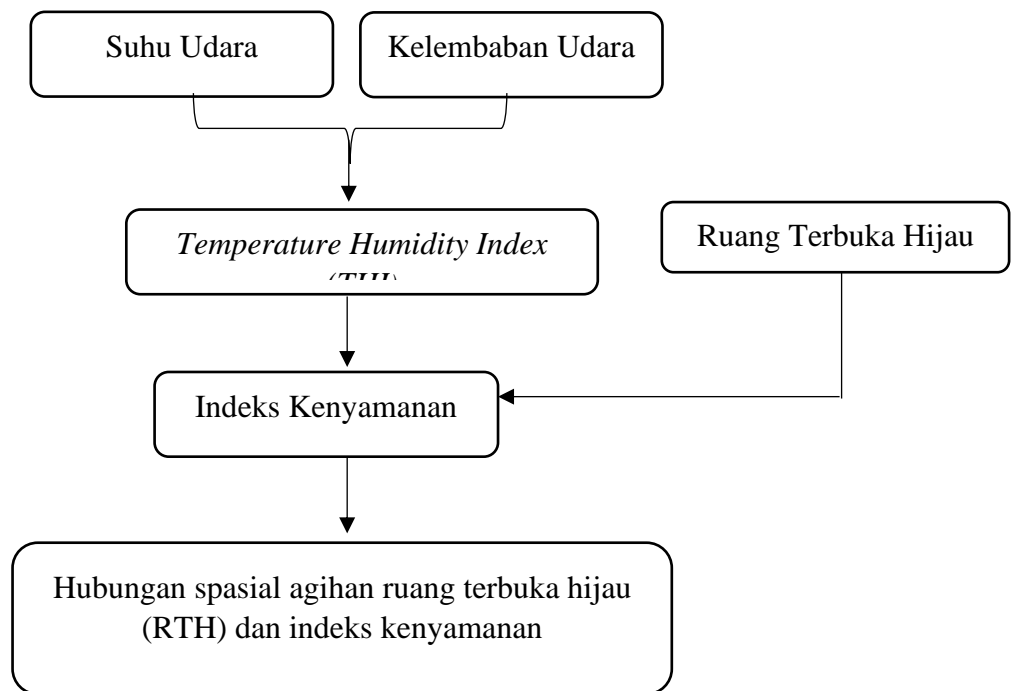 Suhu Udara
Kelembaban Udara
Temperature Humidity Index
(THI)
Ruang Terbuka Hijau
Indeks Kenyamanan
Hubungan spasial agihan ruang terbuka hijau
(RTH) dan indeks kenyamanan